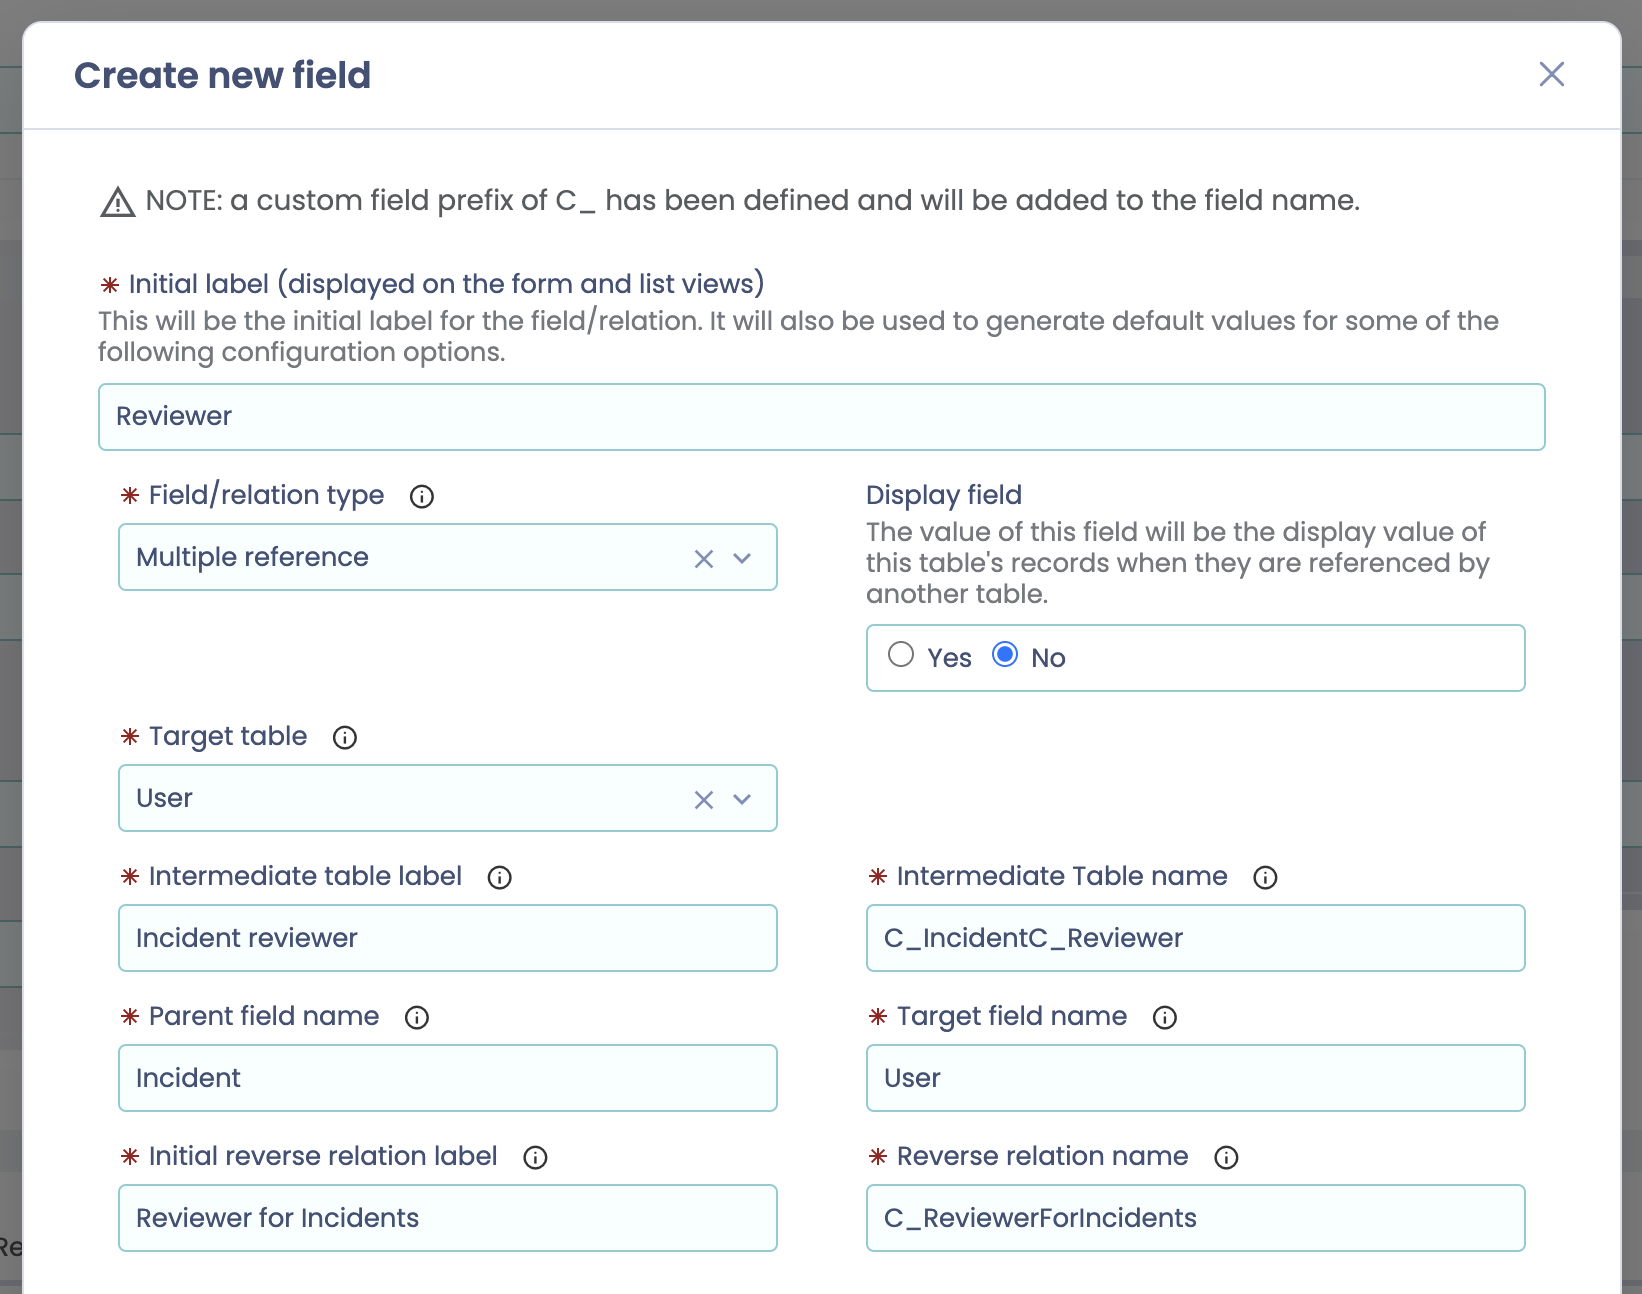 Create new field
NOTE: a custom field prefix of C_ has been defined and will be added to the field name.
* Initial label (displayed on the form and list views)
This will be the initial label for the field/relation. It will also be used to generate default values for some of the
following configuration options.
Reviewer
* Field/relation type
Multiple reference
Display field
The value of this field will be the display value of
this table's records when they are referenced by
another table.
Yes No
* Target table
User
* Intermediate table label
Incident reviewer
* Intermediate Table name
C_IncidentC_Reviewer
* Parent field name
Incident
* Target field name
User
* Initial reverse relation label
Reviewer for Incidents
* Reverse relation name
C_ReviewerForIncidents